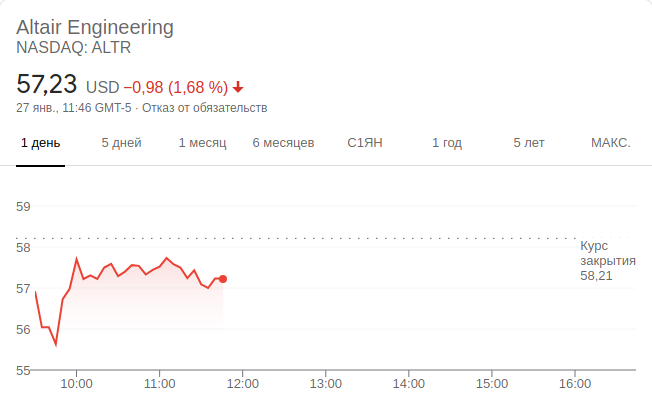 Altair Engineering
NASDAQ: ALTR
57,23 USD −0,98 (1,68 %)
27 янв., 11:46 GMT-5 · Отказ от обязательств
1 день 5 дней 1 месяц 6 месяцев С1ЯН 1 год 5 лет МАКС.
59
58
57
56
55
Курс
закрытия
58,21
10:00 11:00 12:00 13:00 14:00 15:00 16:00